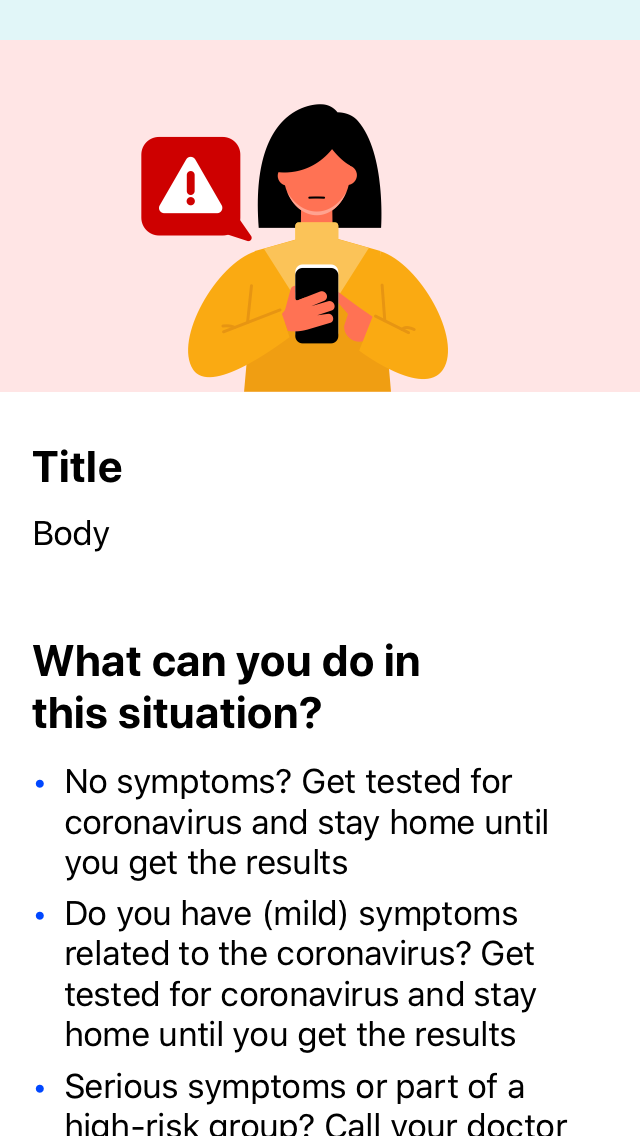 Title
Body
What can you do in
this situation?
• No symptoms? Get tested for
coronavirus and stay home until
you get the results
• Do you have (mild) symptoms
related to the coronavirus? Get
tested for coronavirus and stay
home until you get the results
• Serious symptoms or part of a
high-risk group? Call your doctor